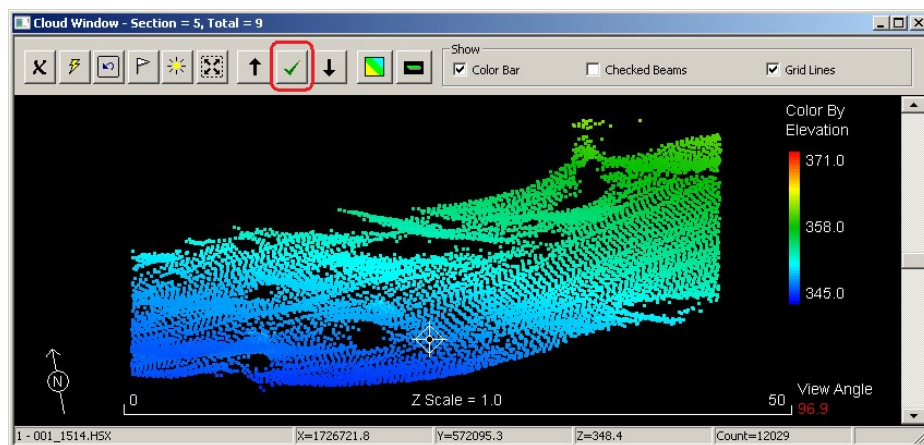 Cloud Window - Section = 5, Total = 9
Show
Color Bar
Checked Beams
Grid Lines
Color By
Elevation
371.0
358.0
345.0
N
0
Z Scale = 1.0
50
View Angle
96.9
1 - 001_1514.HSX
X=1726721.8
Y=572095.3
Z=348.4
Count=12029